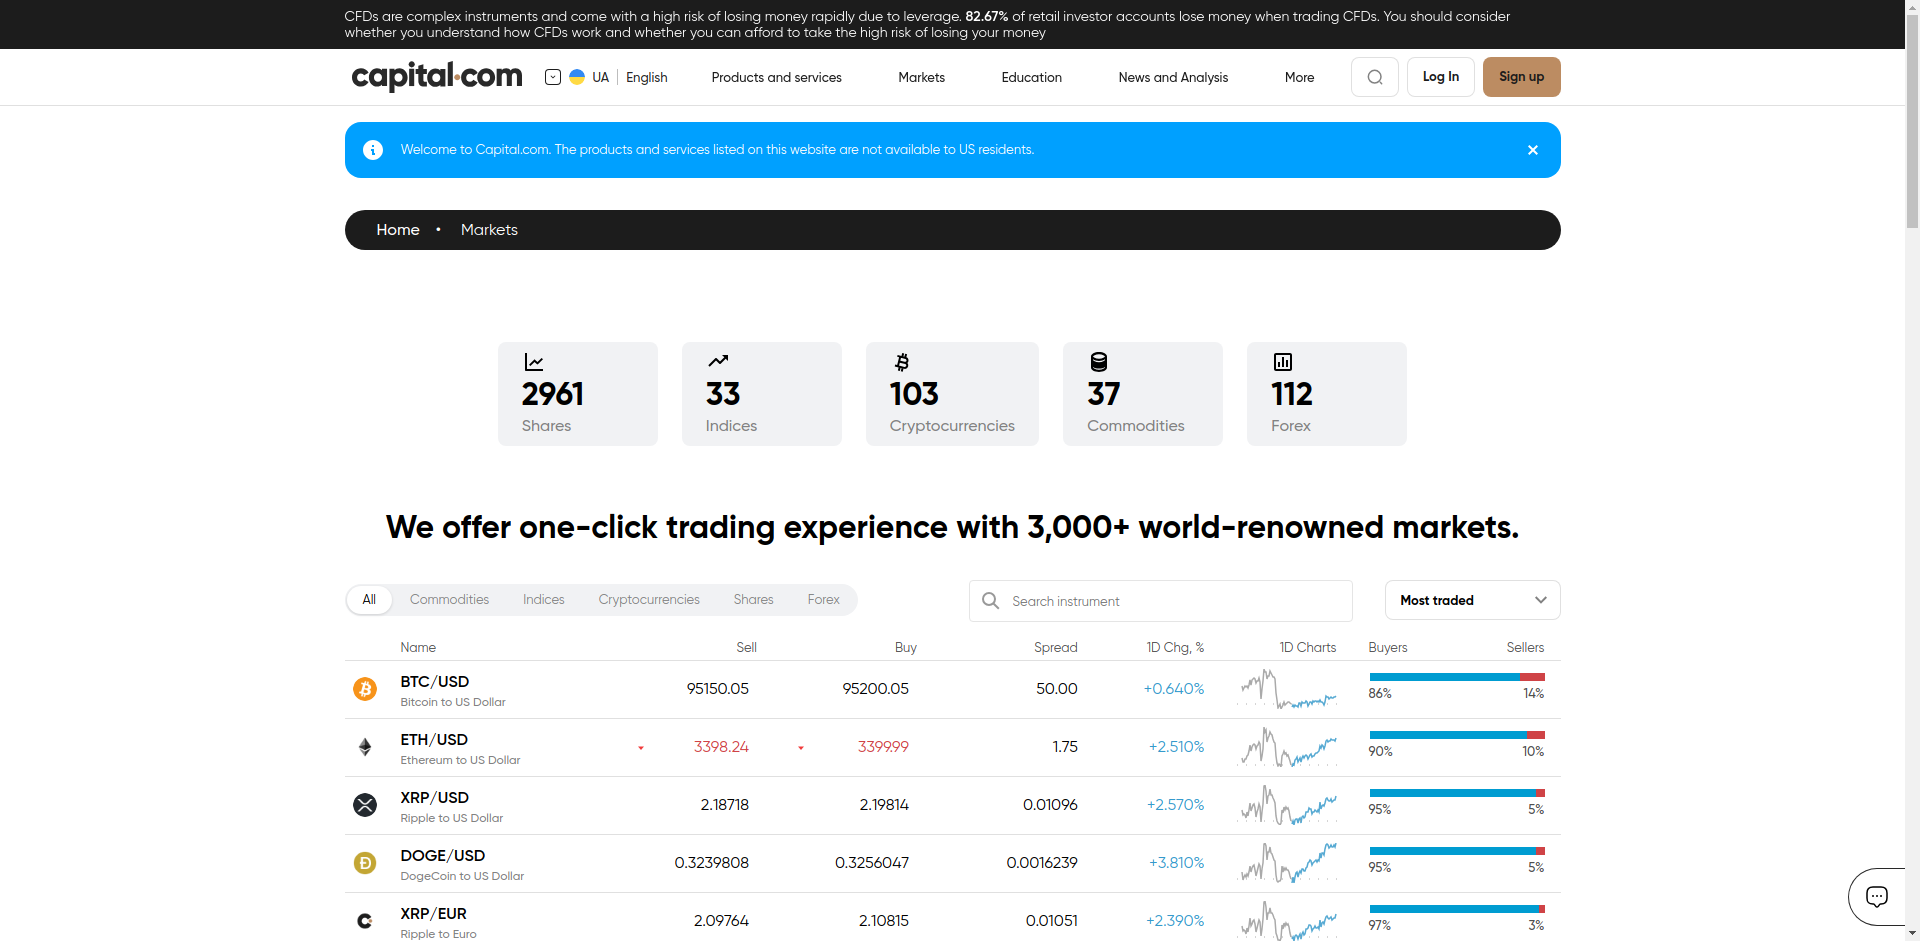 CFDs are complex instruments and come with a high risk of losing money rapidly due to leverage. 82.67% of retail investor accounts lose money when trading CFDs. You should consider
whether you understand how CFDs work and whether you can afford to take the high risk of losing your money
capital.com UA English Products and services Markets Education News and Analysis More Log In Sign up
Welcome to Capital.com. The products and services listed on this website are not available to US residents.
Home • Markets
2961 33 103 37 112
Shares Indices Cryptocurrencies Commodities Forex
We offer one-click trading experience with 3,000+ world-renowned markets.
All Commodities Indices Cryptocurrencies Shares Forex Search instrument Most traded
Name Sell Buy Spread 1D Chg, % 1D Charts Buyers Sellers
BTC/USD 95150.05 95200.05 50.00 +0.640% 86% 14%
Bitcoin to US Dollar
ETH/USD 3398.24 3399.99 1.75 +2.510% 90% 10%
Ethereum to US Dollar
XRP/USD 2.18718 2.19814 0.01096 +2.570% 95% 5%
Ripple to US Dollar
DOGE/USD 0.3239808 0.3256047 0.0016239 +3.810% 95% 5%
DogeCoin to US Dollar
XRP/EUR 2.09764 2.10815 0.01051 +2.390% 97% 3%
Ripple to Euro